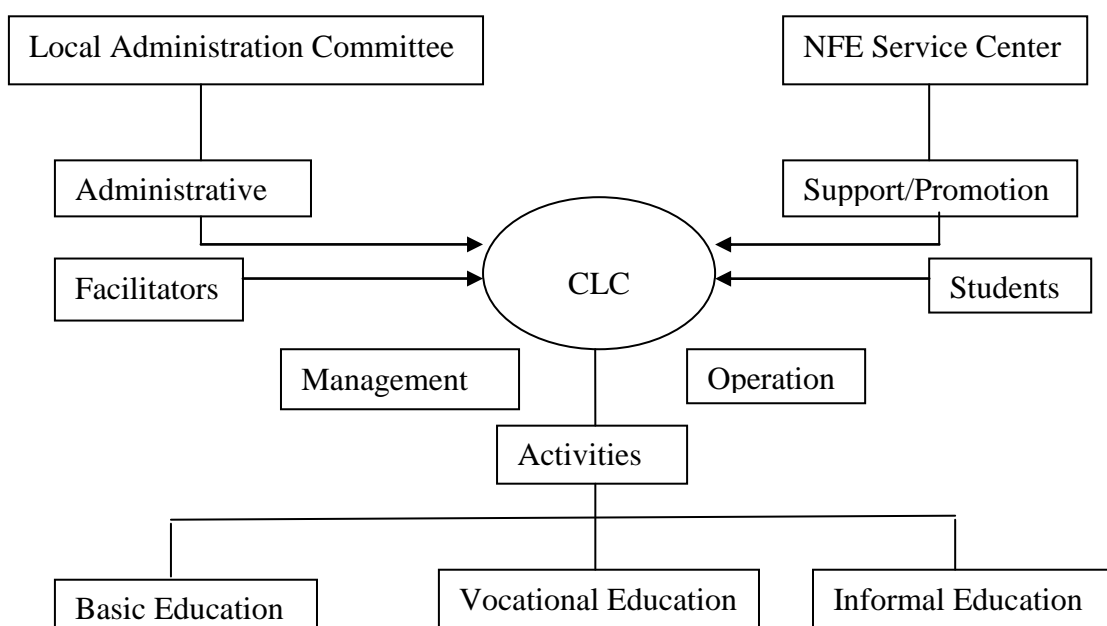 Local Administration Committee
NFE Service Center
Administrative
Support/Promotion
Facilitators
CLC
Students
Management
Operation
Activities
Basic Education
Vocational Education
Informal Education